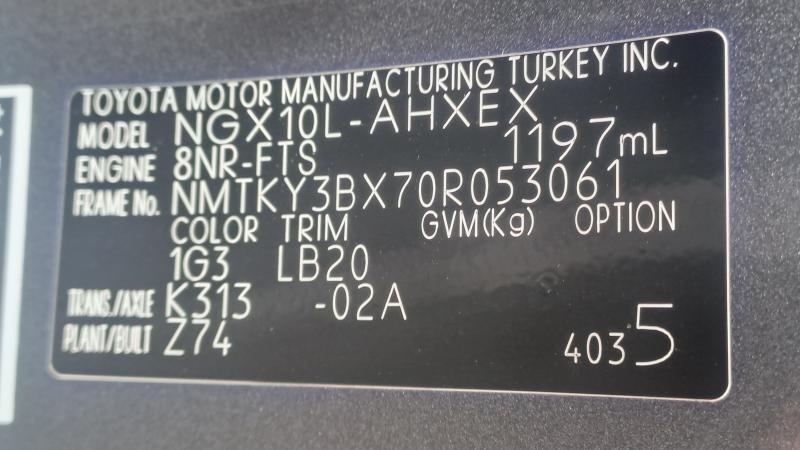 TOYOTA MOTOR MANUFACTURING TURKEY INC.
MODEL NGX10L-AHXEX
ENGINE 8NR-FTS 1197mL
FRAME No. NMTKY3BX70R053061
COLOR TRIM GVM(Kg) OPTION
1G3 LB20
TRANS./AXLE K313 -02A
PLANT/BUILT Z74
4035